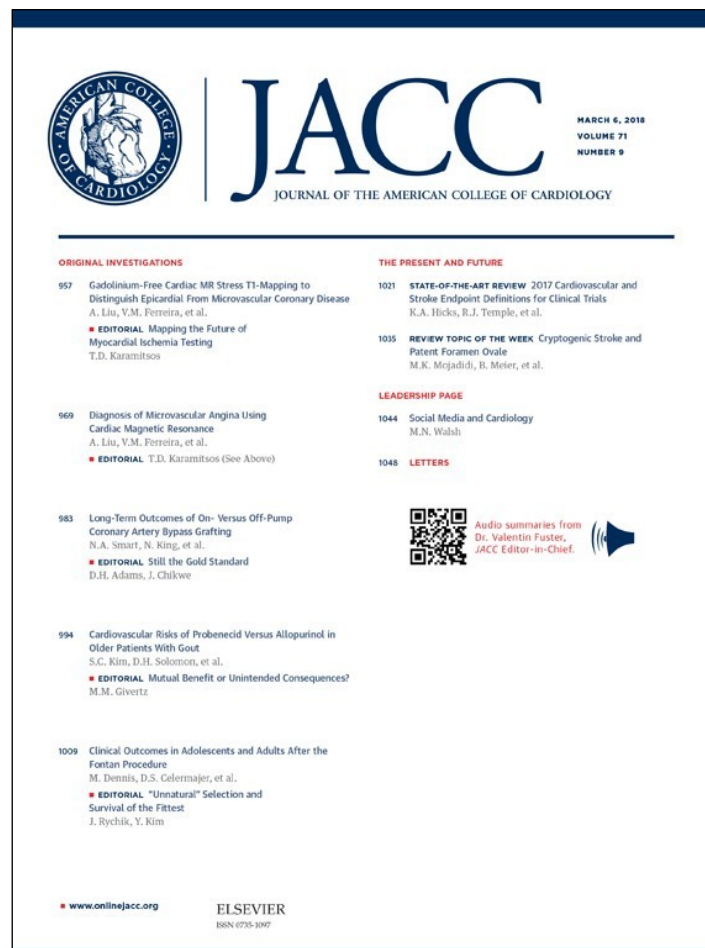 AMERICAN COLLEGE
OF CARDIOLOGY
JACC
JOURNAL OF THE AMERICAN COLLEGE OF CARDIOLOGY
MARCH 6, 2018
VOLUME 71
NUMBER 9
ORIGINAL INVESTIGATIONS
957 Gadolinium-Free Cardiac MR Stress T1-Mapping to
Distinguish Epicardial From Microvascular Coronary Disease
A. Liu, V.M. Ferreira, et al.
■ EDITORIAL Mapping the Future of
Myocardial Ischemia Testing
T.D. Karamitsos
969 Diagnosis of Microvascular Angina Using
Cardiac Magnetic Resonance
A. Liu, V.M. Ferreira, et al.
■ EDITORIAL T.D. Karamitsos (See Above)
983 Long-Term Outcomes of On- Versus Off-Pump
Coronary Artery Bypass Grafting
N.A. Smart, N. King, et al.
■ EDITORIAL Still the Gold Standard
D.H. Adams, J. Chikwe
994 Cardiovascular Risks of Probenecid Versus Allopurinol in
Older Patients With Gout
S.C. Kim, D.H. Solomon, et al.
■ EDITORIAL Mutual Benefit or Unintended Consequences?
M.M. Givertz
1009 Clinical Outcomes in Adolescents and Adults After the
Fontan Procedure
M. Dennis, D.S. Celermajer, et al.
■ EDITORIAL "Unnatural" Selection and
Survival of the Fittest
J. Rychik, Y. Kim
THE PRESENT AND FUTURE
1021 STATE-OF-THE-ART REVIEW 2017 Cardiovascular and
Stroke Endpoint Definitions for Clinical Trials
K.A. Hicks, R.J. Temple, et al.
1035 REVIEW TOPIC OF THE WEEK Cryptogenic Stroke and
Patent Foramen Ovale
M.K. Mojadidi, B. Meier, et al.
LEADERSHIP PAGE
1044 Social Media and Cardiology
M.N. Walsh
1048 LETTERS
Audio summaries from
Dr. Valentin Fuster,
JACC Editor-in-Chief.
■ www.onlinejacc.org
ELSEVIER
ISSN 0735-1097